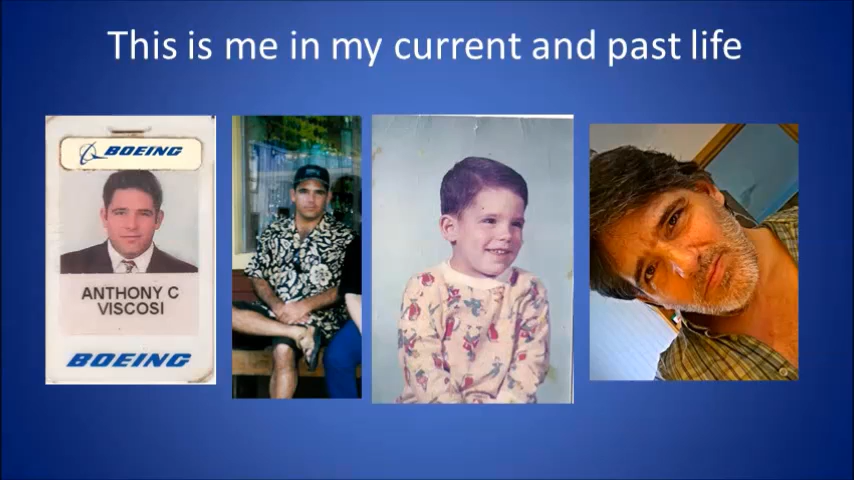 This is me in my current and past life
BOEING
ANTHONY C
VISCOSI
BOEING